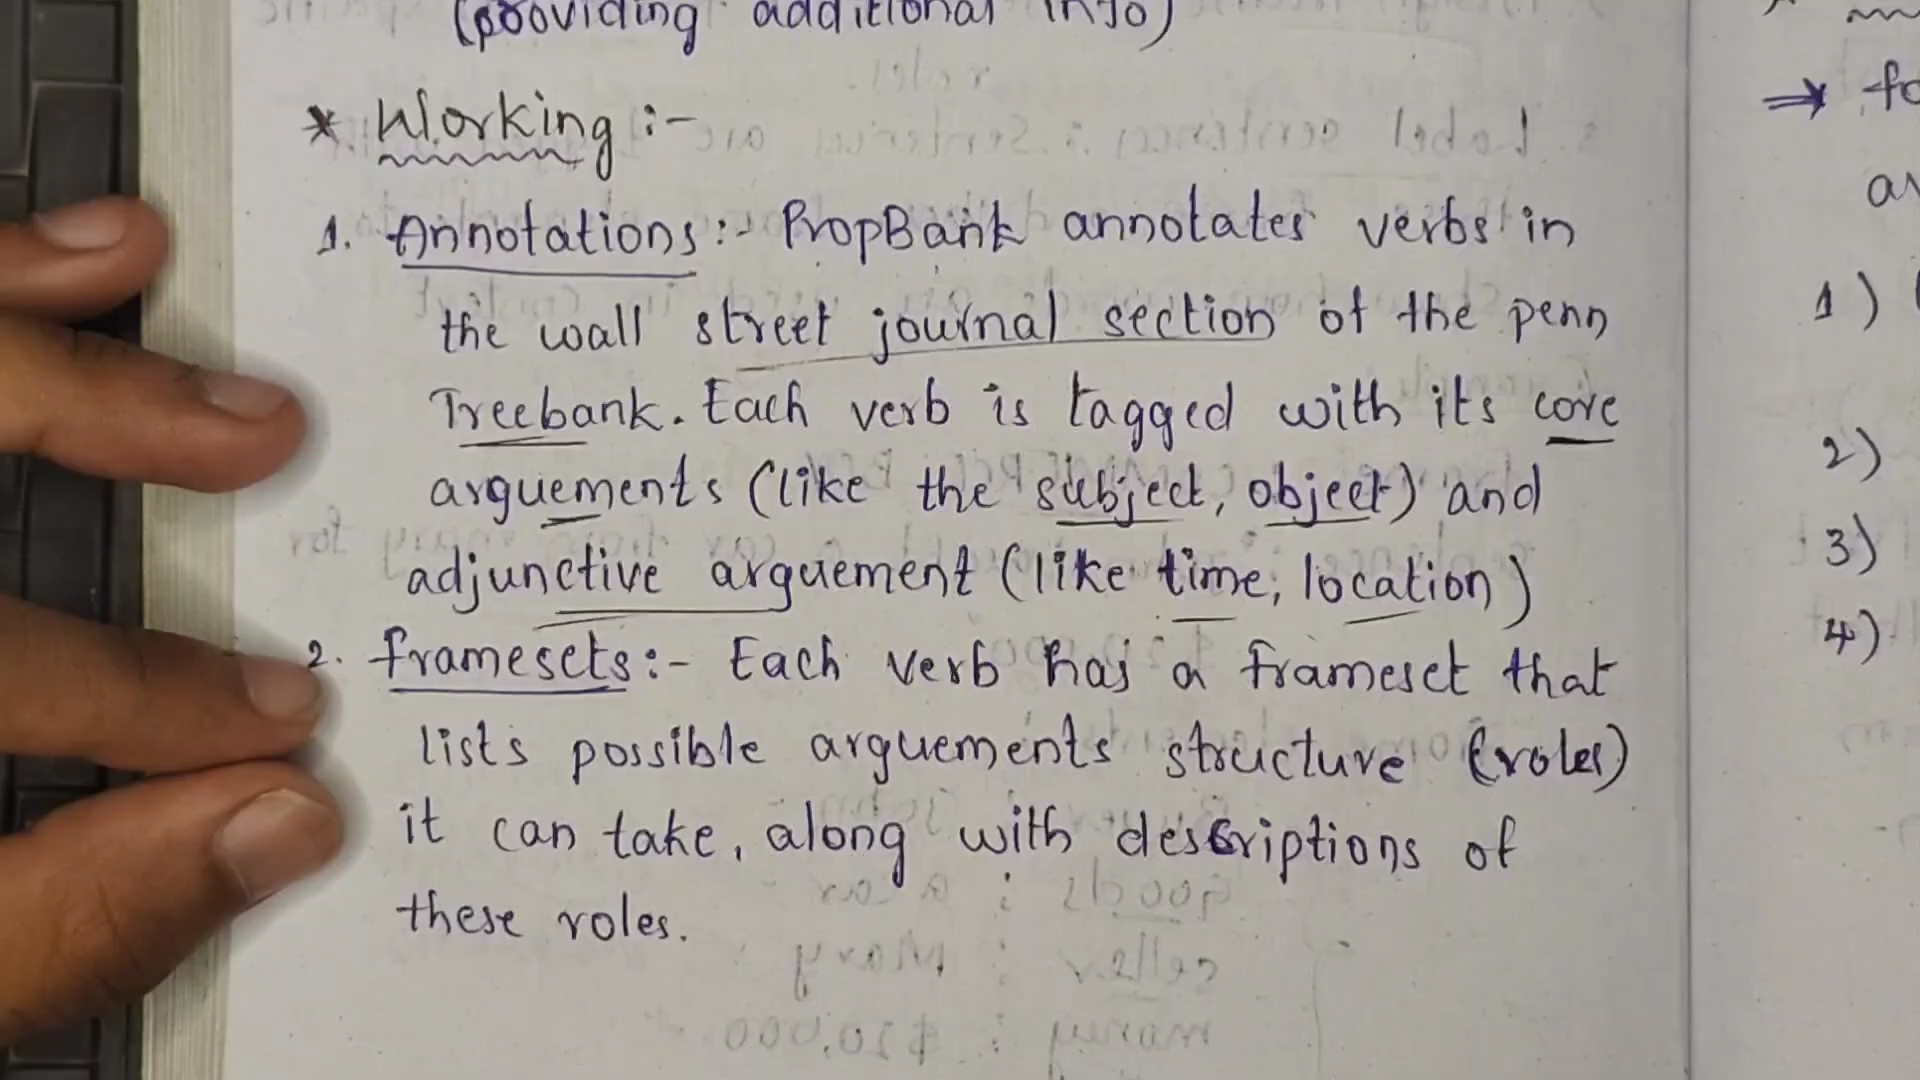 (providing additional info)
* Working :-
1. Annotations :- PropBank annotates verbs in
the wall street journal section of the penn
Treebank. Each verb is tagged with its core
arguements (like the subject, object) and
adjunctive arguement (like time, location)
2. framesets :- Each verb has a frameset that
lists possible arguements structure (roles)
it can take, along with descriptions of
these roles.
⇒ fo
1)
2)
3)
4)